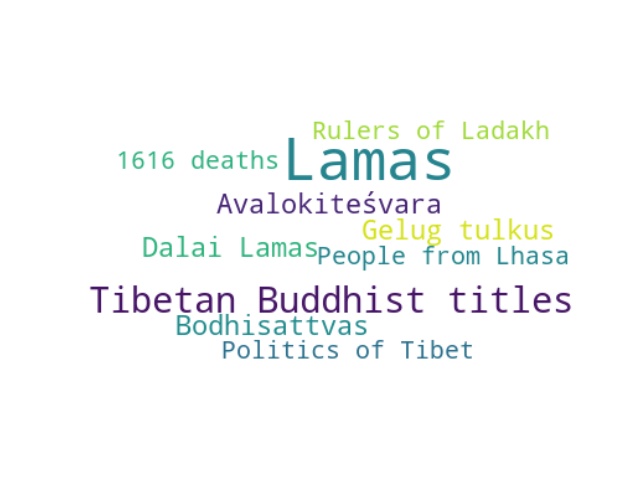 Rulers of Ladakh
1616 deaths
Lamas
Avalokiteśvara
Gelug tulkus
Dalai Lamas
People from Lhasa
Tibetan Buddhist titles
Bodhisattvas
Politics of Tibet